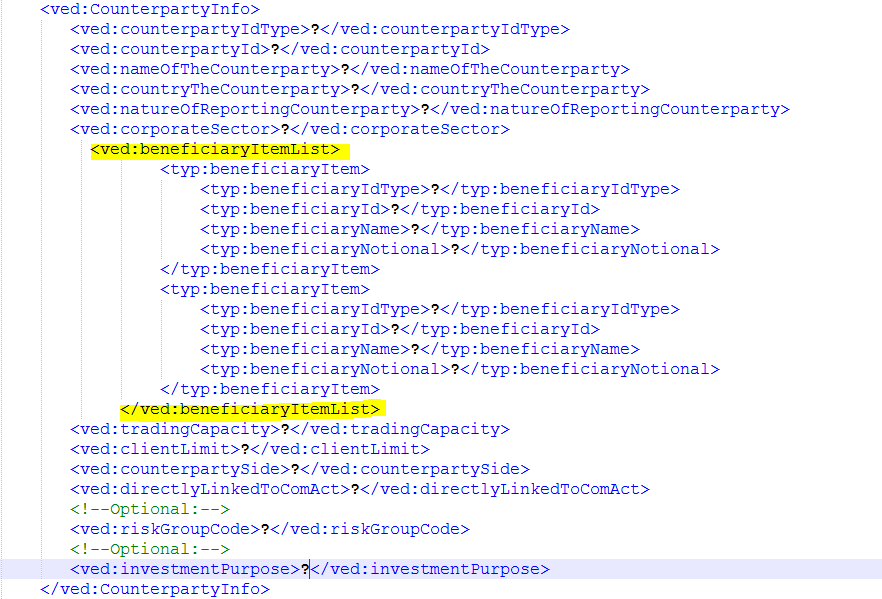 <ved:CounterpartyInfo>
<ved:counterpartyIdType>?</ved:counterpartyIdType>
<ved:counterpartyId>?</ved:counterpartyId>
<ved:nameOfTheCounterparty>?</ved:nameOfTheCounterparty>
<ved:countryTheCounterparty>?</ved:countryTheCounterparty>
<ved:natureOfReportingCounterparty>?</ved:natureOfReportingCounterparty>
<ved:corporateSector>?</ved:corporateSector>
<ved:beneficiaryItemList>
<typ:beneficiaryItem>
<typ:beneficiaryIdType>?</typ:beneficiaryIdType>
<typ:beneficiaryId>?</typ:beneficiaryId>
<typ:beneficiaryName>?</typ:beneficiaryName>
<typ:beneficiaryNotional>?</typ:beneficiaryNotional>
</typ:beneficiaryItem>
<typ:beneficiaryItem>
<typ:beneficiaryIdType>?</typ:beneficiaryIdType>
<typ:beneficiaryId>?</typ:beneficiaryId>
<typ:beneficiaryName>?</typ:beneficiaryName>
<typ:beneficiaryNotional>?</typ:beneficiaryNotional>
</typ:beneficiaryItem>
</ved:beneficiaryItemList>
<ved:tradingCapacity>?</ved:tradingCapacity>
<ved:clientLimit>?</ved:clientLimit>
<ved:counterpartySide>?</ved:counterpartySide>
<ved:directlyLinkedToComAct>?</ved:directlyLinkedToComAct>
<!--Optional:-->
<ved:riskGroupCode>?</ved:riskGroupCode>
<!--Optional:-->
<ved:investmentPurpose>?</ved:investmentPurpose>
</ved:CounterpartyInfo>